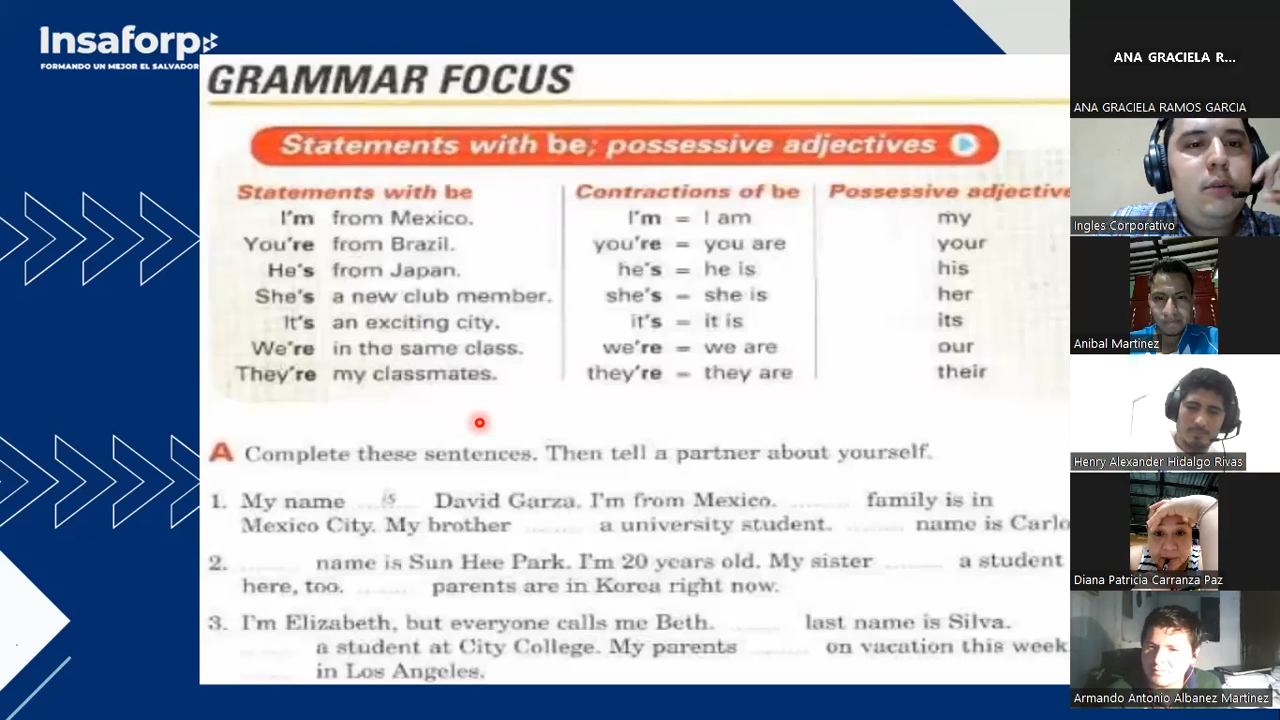 Insaforp
FORMANDO UN MEJOR EL SALVADOR
GRAMMAR FOCUS
Statements with be; possessive adjectives
Statements with be Contractions of be Possessive adjective
I'm from Mexico. I'm = I am my
You're from Brazil. you're = you are your
He's from Japan. he's = he is his
She's a new club member. she's = she is her
It's an exciting city. it's = it is its
We're in the same class. we're = we are our
They're my classmates. they're = they are their
A Complete these sentences. Then tell a partner about yourself.
1. My name is David Garza. I'm from Mexico. ........ family is in
Mexico City. My brother ........ a university student. ........ name is Carlo
2. ........ name is Sun Hee Park. I'm 20 years old. My sister ........ a student
here, too. ........ parents are in Korea right now.
3. I'm Elizabeth, but everyone calls me Beth. ........ last name is Silva.
........ a student at City College. My parents ........ on vacation this week
........ in Los Angeles.
ANA GRACIELA R...
ANA GRACIELA RAMOS GARCIA
Ingles Corporativo
Anibal Martinez
Henry Alexander Hidalgo Rivas
Diana Patricia Carranza Paz
Armando Antonio Albanez Martinez